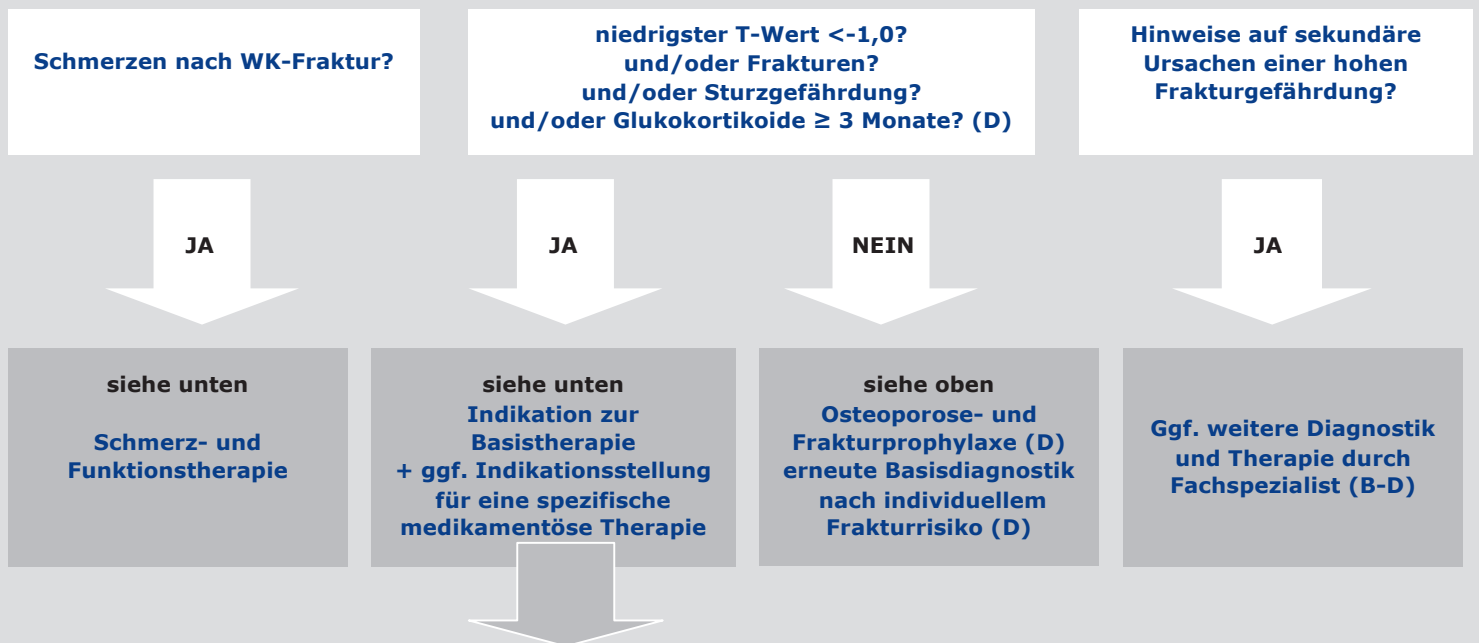 Schmerzen nach WK-Fraktur?
niedrigster T-Wert <-1,0?
und/oder Frakturen?
und/oder Sturzgefährdung?
und/oder Glukokortikoide ≥ 3 Monate? (D)
Hinweise auf sekundäre
Ursachen einer hohen
Frakturgefährdung?
JA
JA
NEIN
JA
siehe unten
Schmerz- und
Funktionstherapie
siehe unten
Indikation zur
Basistherapie
+ ggf. Indikationsstellung
für eine spezifische
medikamentöse Therapie
siehe oben
Osteoporose- und
Frakturprophylaxe (D)
erneute Basisdiagnostik
nach individuellem
Frakturrisiko (D)
Ggf. weitere Diagnostik
und Therapie durch
Fachspezialist (B-D)